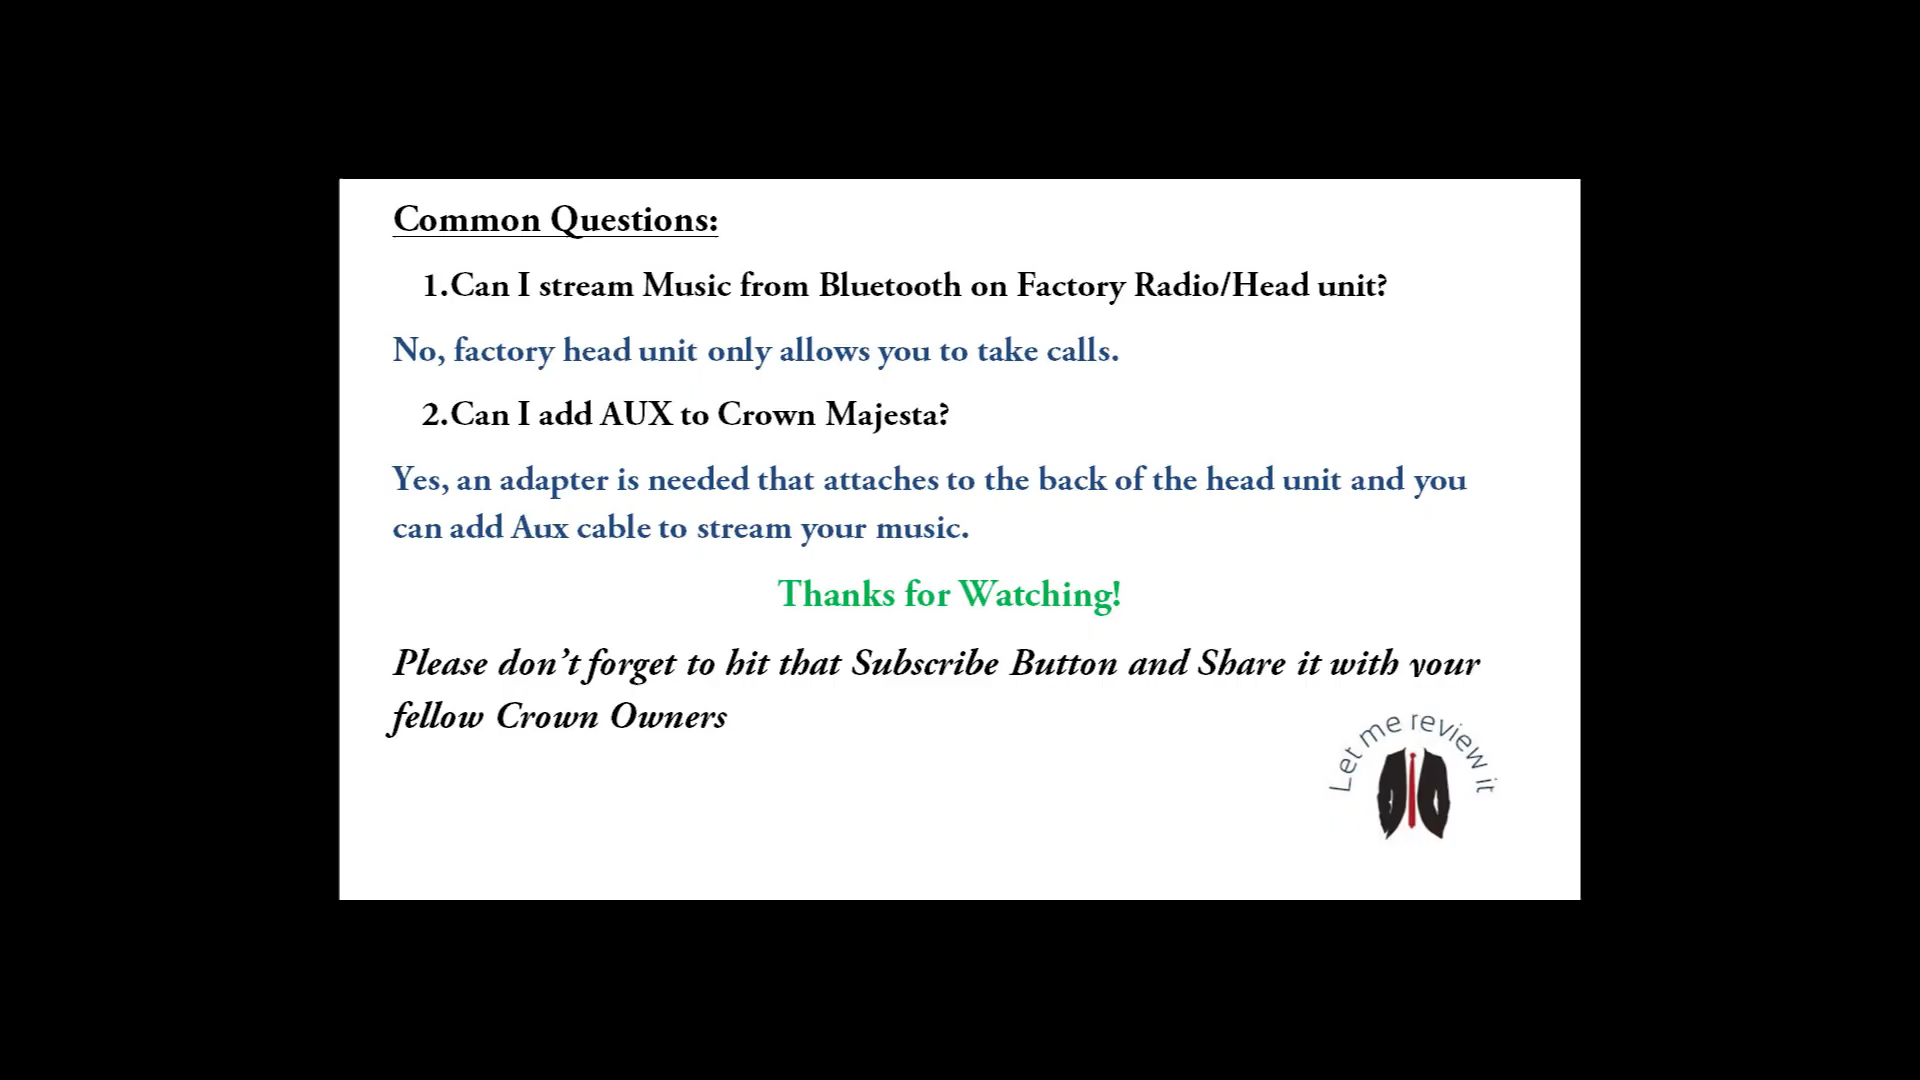 Common Questions:
1.Can I stream Music from Bluetooth on Factory Radio/Head unit?
No, factory head unit only allows you to take calls.
2.Can I add AUX to Crown Majesta?
Yes, an adapter is needed that attaches to the back of the head unit and you
can add Aux cable to stream your music.
Thanks for Watching!
Please don’t forget to hit that Subscribe Button and Share it with your
fellow Crown Owners
Let me review it